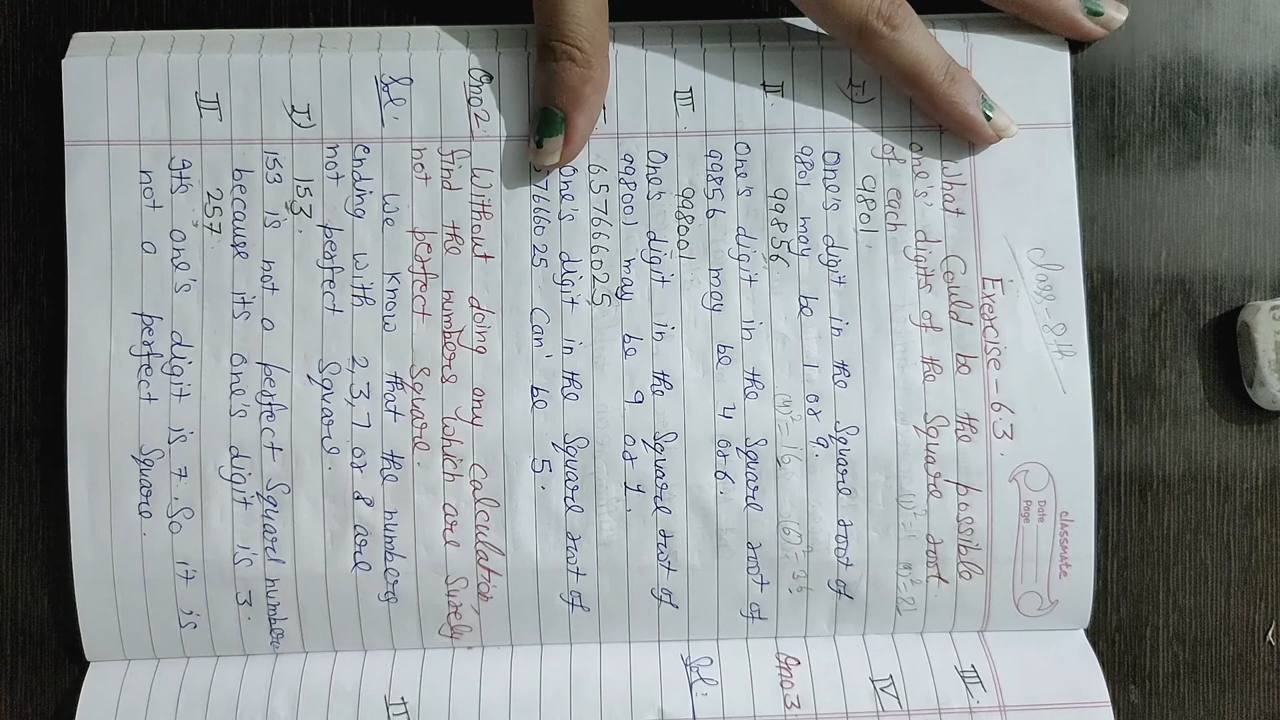 classmate
Date
Page
Class - 8th
Exercise - 6.3.
What Could be the possible
one's' digits of the Square root.
of each
(1)² = 1 (9)² = 81
I.) 9801.
One's digit in the Square root of
9801 may be 1 or 9.
II. 99856. (4)² = 16 (6)² = 36
One's digit in the Square root of
99856 may be 4 or 6.
III. 99801
One's digit in the Square root of
998001 may be 9 or 1.
657666025
One's digit in the Square root of
57666025 Can' be 5.
Qno2. Without doing any Calculation,
find the numbers which are Surely
not perfect Square.
Sol: We know that the numbers
ending with 2,3,7 or 8 are
not perfect Square.
I) 153.
153 is not a perfect Square number
because its one's digit is 3.
II 257.
Its one's digit is 7. So it is
not a perfect Square.
III.
IV
Qno3
Sol: